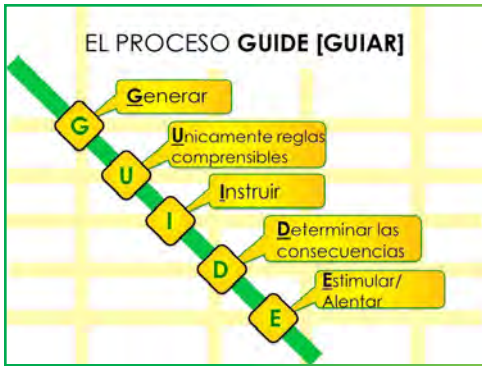 EL PROCESO GUIDE [GUIAR]
G
Generar
U
Unicamente reglas
comprensibles
I
Instruir
D
Determinar las
consecuencias
E
Estimular/
Alentar